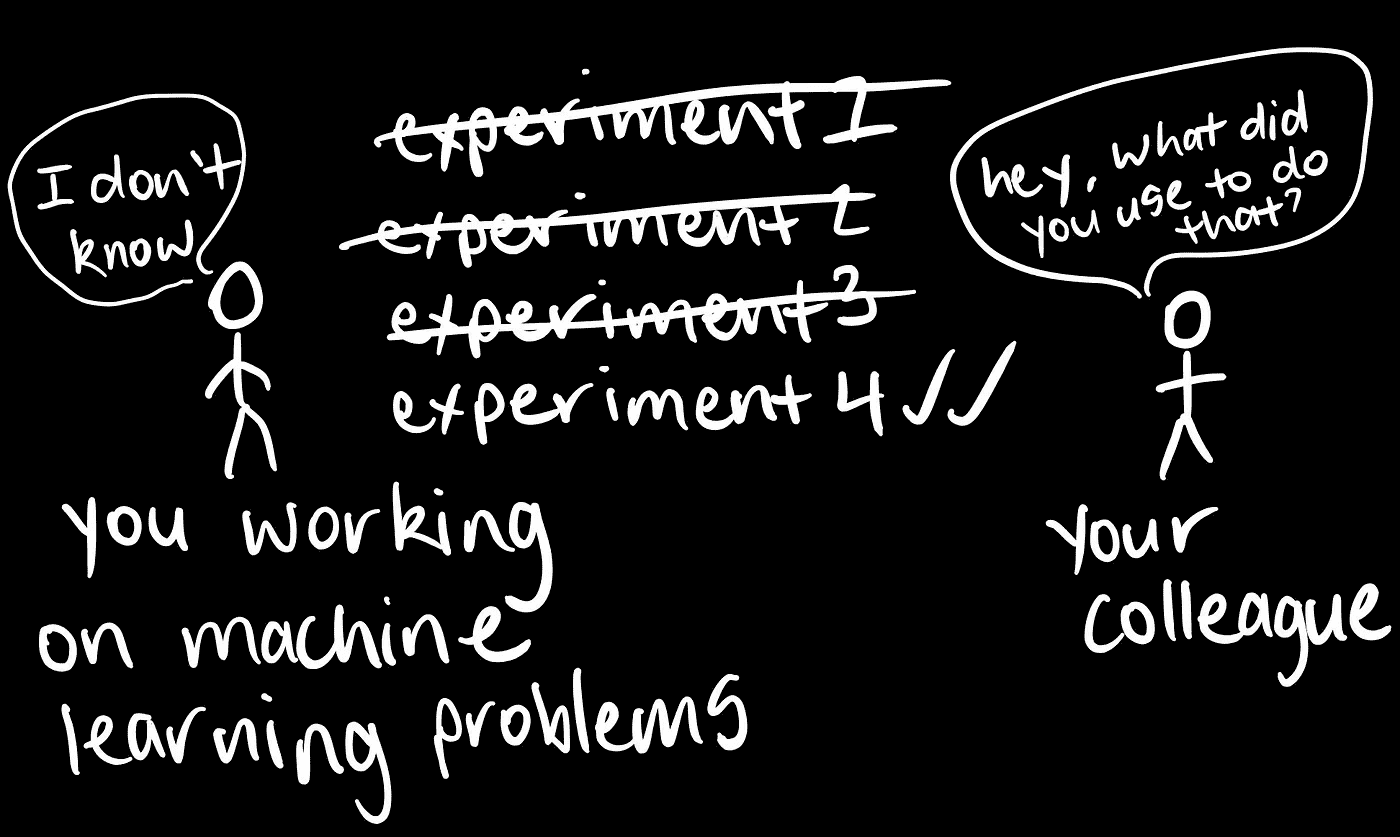 I don't
know
experiment 1
experiment 2
experiment 3
experiment 4 ✓✓
hey, what did
you use to do
that?
you working
on machine
learning problems
your
colleague